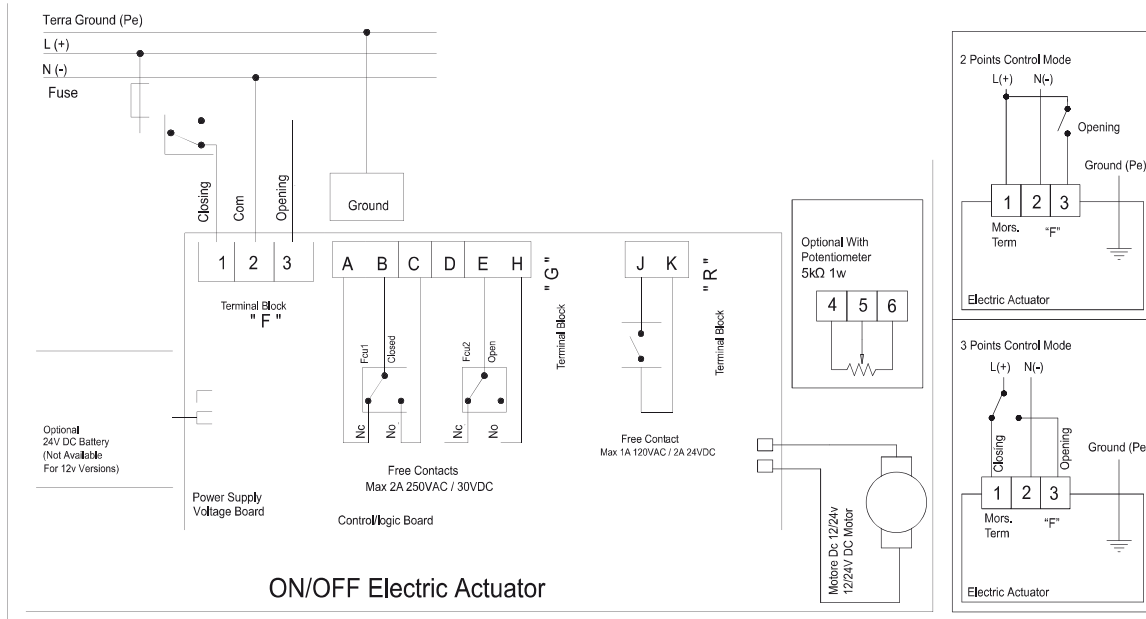 Terra Ground (Pe)
L (+)
N (-)
Fuse
Closing
Com
Opening
Ground
1 2 3
Terminal Block
" F "
A B C D E H
" G "
Terminal Block
Fcu1
Closed
Fcu2
Open
Nc
No
Nc
No
Free Contacts
Max 2A 250VAC / 30VDC
J K
" R "
Terminal Block
Free Contact
Max 1A 120VAC / 2A 24VDC
Optional
24V DC Battery
(Not Available
For 12v Versions)
Power Supply
Voltage Board
Control/logic Board
Optional With
Potentiometer
5kΩ 1w
4 5 6
Motore Dc 12/24v
12/24V DC Motor
ON/OFF Electric Actuator
2 Points Control Mode
L(+) N(-)
Opening
Ground (Pe)
1 2 3
Mors.
Term
"F"
Electric Actuator
3 Points Control Mode
L(+) N(-)
Closing
Opening
Ground (Pe
1 2 3
Mors.
Term
"F"
Electric Actuator